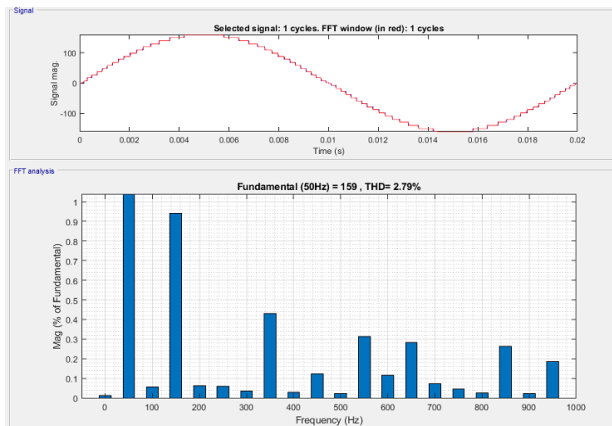 Signal
Selected signal: 1 cycles. FFT window (in red): 1 cycles
Signal mag.
100
0
-100
0 0.002 0.004 0.006 0.008 0.01 0.012 0.014 0.016 0.018 0.02
Time (s)
FFT analysis
Fundamental (50Hz) = 159 , THD= 2.79%
Mag (% of Fundamental)
1
0.9
0.8
0.7
0.6
0.5
0.4
0.3
0.2
0.1
0
0 100 200 300 400 500 600 700 800 900 1000
Frequency (Hz)